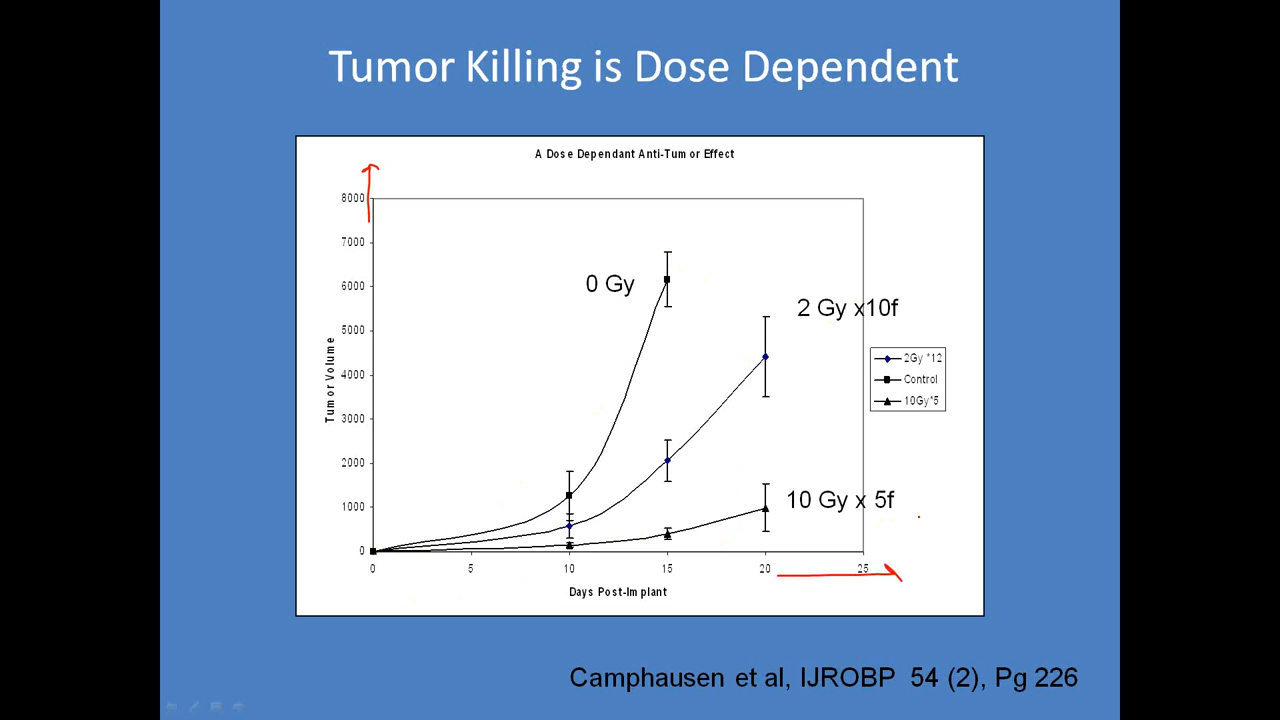 Tumor Killing is Dose Dependent
A Dose Dependant Anti-Tumor Effect
8000
7000
6000
5000
4000
3000
2000
1000
0
Tumor Volume
0 Gy
2 Gy x10f
10 Gy x 5f
2Gy *12
Control
10Gy*5
0 5 10 15 20 25
Days Post-Implant
Camphausen et al, IJROBP 54 (2), Pg 226